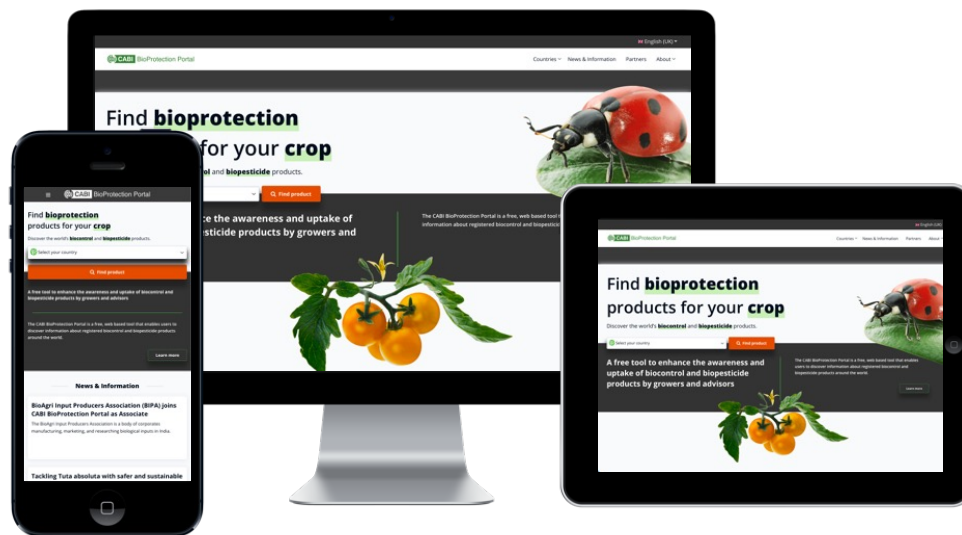 English (UK)
CABI BioProtection Portal
Countries News & Information Partners About
Find bioprotection
for your crop
and biopesticide products.
Find product
the awareness and uptake of
products by growers and
The CABI BioProtection Portal is a free, web based tool
information about registered biocontrol and
CABI BioProtection Portal
Find bioprotection
products for your crop
Discover the world's biocontrol and biopesticide products.
Select your country
Find product
A free tool to enhance the awareness and uptake of biocontrol and
biopesticide products by growers and advisors
The CABI BioProtection Portal is a free, web based tool that enables users to
discover information about registered biocontrol and biopesticide products
around the world.
Learn more
News & Information
BioAgri Input Producers Association (BIPA) joins
CABI BioProtection Portal as Associate
The BioAgri Input Producers Association is a body of corporates
manufacturing, marketing, and researching biological inputs in India.
Tackling Tuta absoluta with safer and sustainable
English (UK)
CABI BioProtection Portal
Countries News & Information Partners About
Find bioprotection
products for your crop
Discover the world's biocontrol and biopesticide products.
Select your country
Find product
A free tool to enhance the awareness and
uptake of biocontrol and biopesticide
products by growers and advisors
The CABI BioProtection Portal is a free, web based tool that enables
users to discover information about registered biocontrol and
biopesticide products around the world.
Learn more